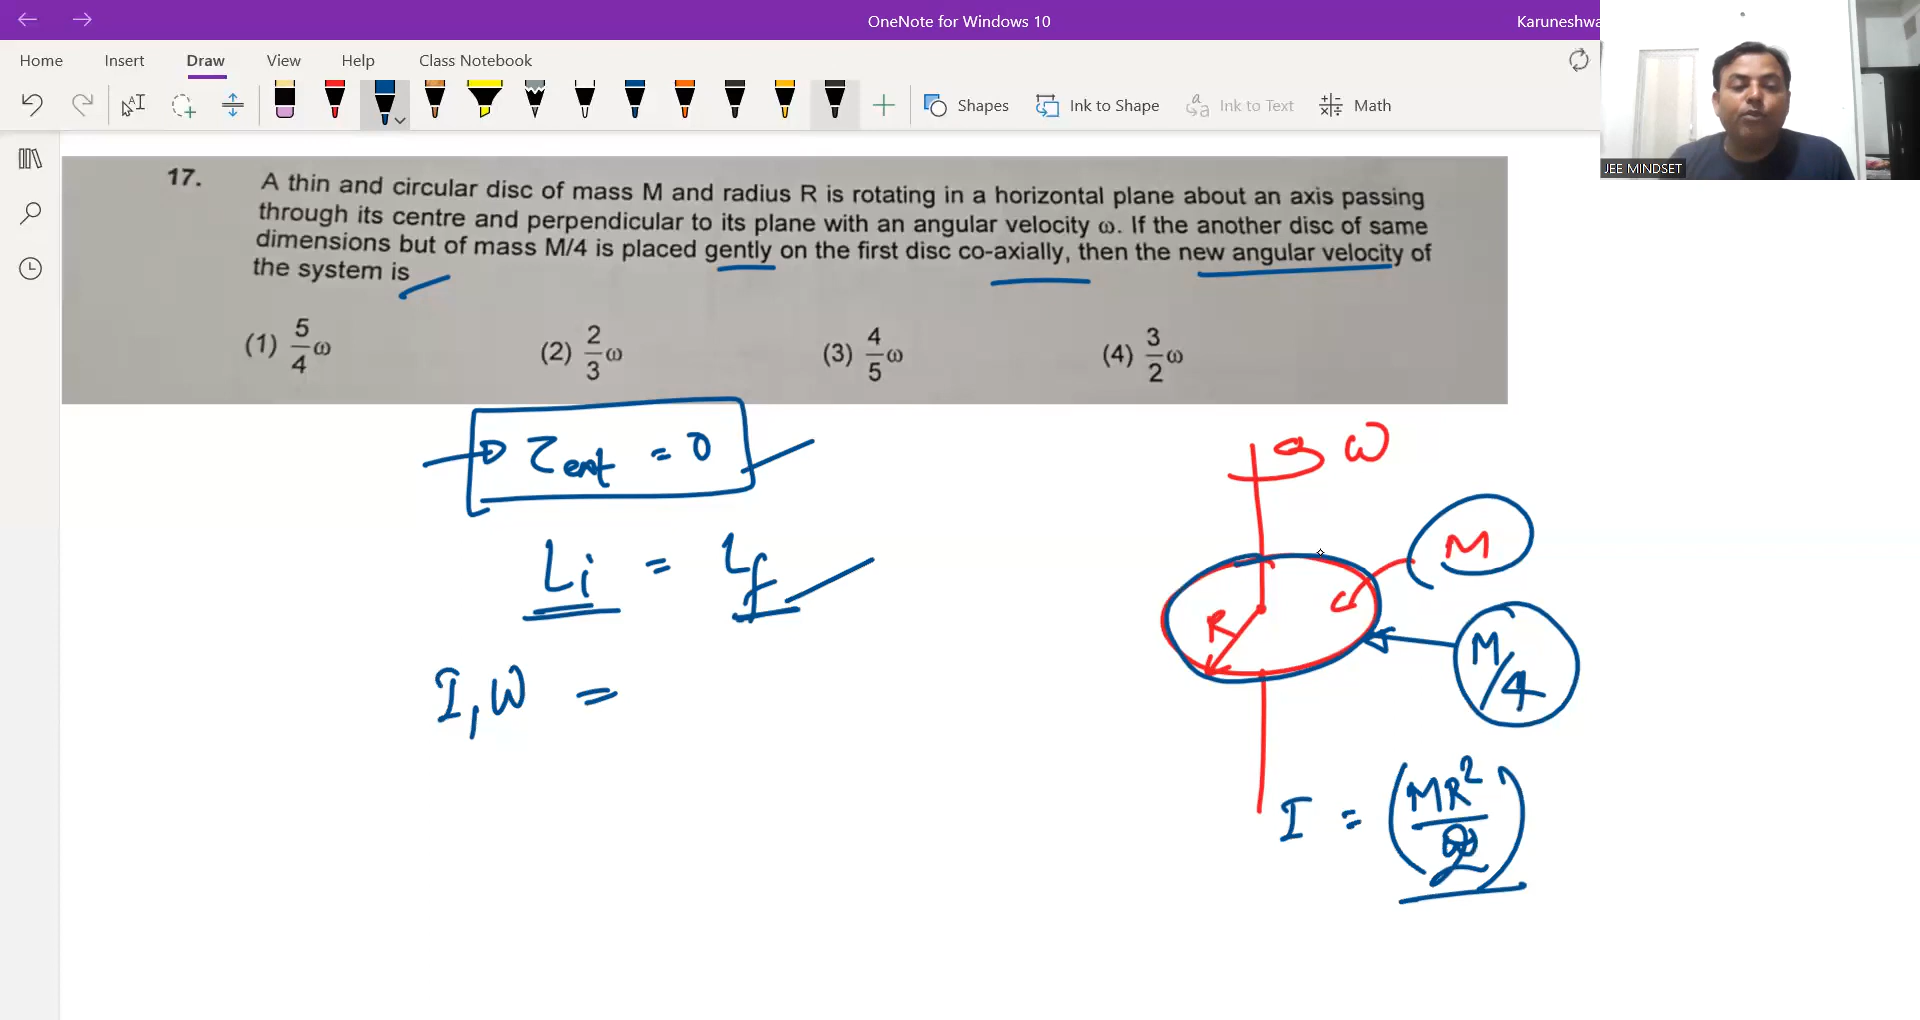 OneNote for Windows 10
Karuneshwa
Home Insert Draw View Help Class Notebook
Shapes Ink to Shape Ink to Text Math
JEE MINDSET
17. A thin and circular disc of mass M and radius R is rotating in a horizontal plane about an axis passing
through its centre and perpendicular to its plane with an angular velocity ω. If the another disc of same
dimensions but of mass M/4 is placed gently on the first disc co-axially, then the new angular velocity of
the system is
(1) 5/4 ω (2) 2/3 ω (3) 4/5 ω (4) 3/2 ω
τext = 0
ω
Li = Lf
M
R
M/4
I, ω =
I = (MR²/2)